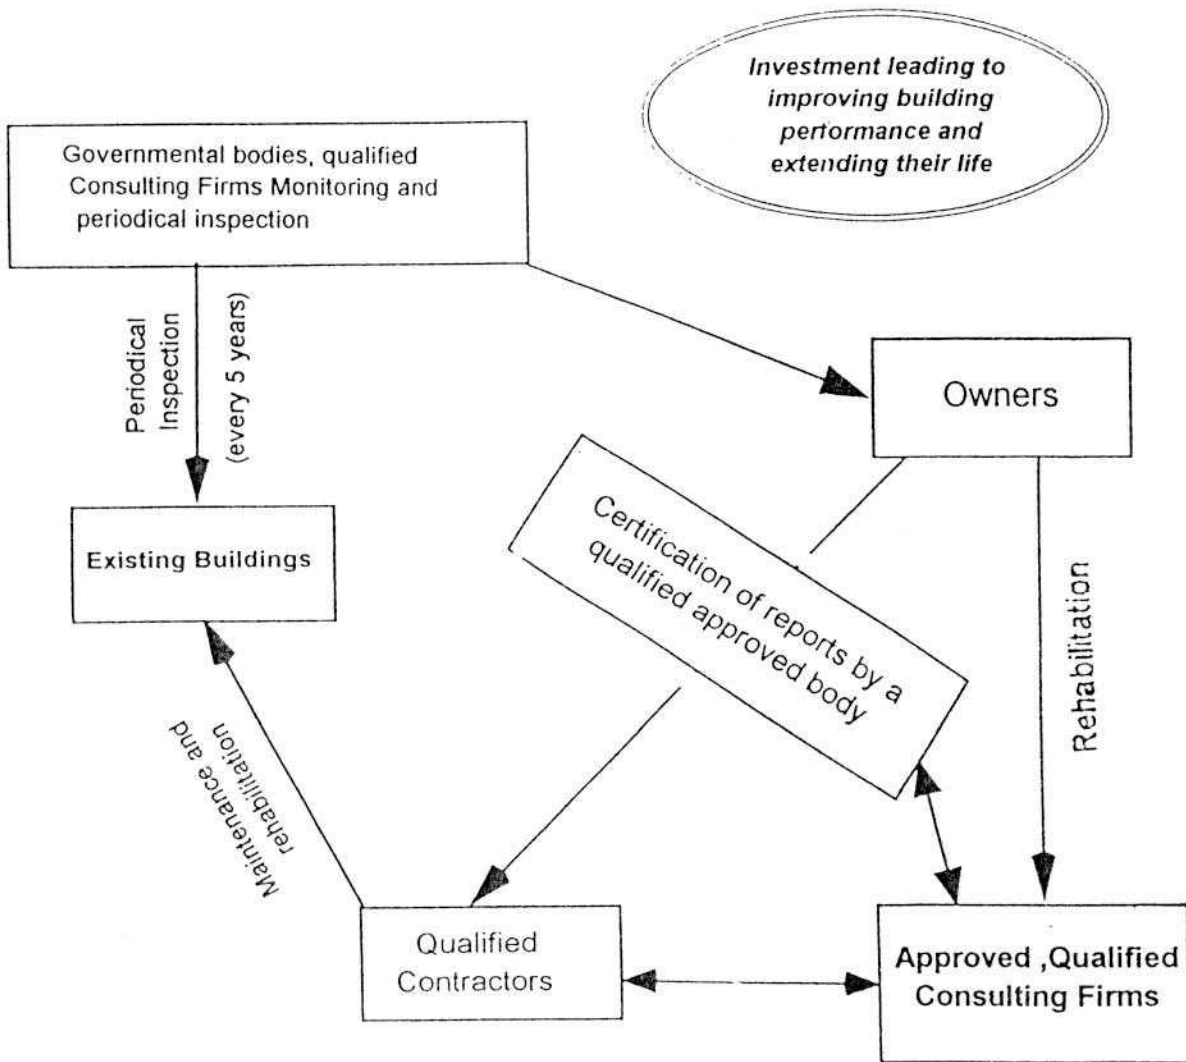 Investment leading to
improving building
performance and
extending their life
Governmental bodies, qualified
Consulting Firms Monitoring and
periodical inspection
Periodical
Inspection
(every 5 years)
Owners
Certification of reports by a
qualified approved body
Existing Buildings
Rehabilitation
Maintenance and
rehabilitation
Qualified
Contractors
Approved ,Qualified
Consulting Firms